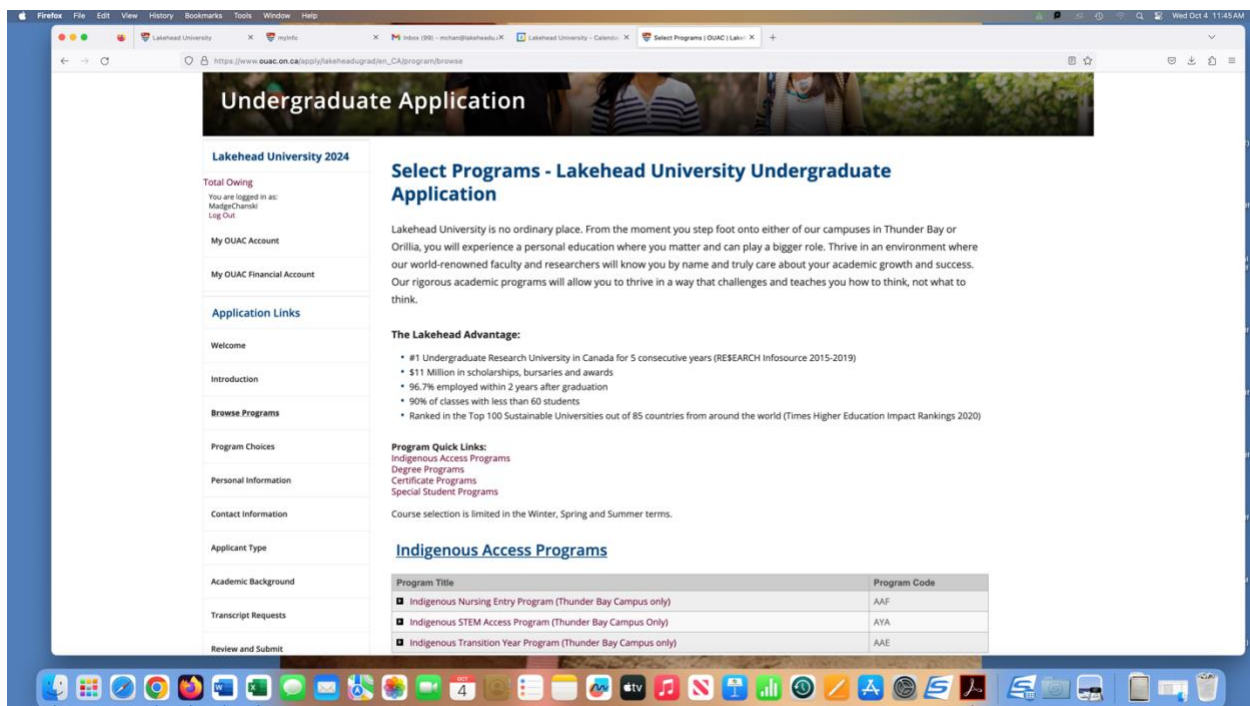 Firefox File Edit View History Bookmarks Tools Window Help
Wed Oct 4 11:45 AM
Lakehead University
myInfo
Lakehead University - Calenda
Select Programs | OUAC | Lake
https://www.ouac.on.ca/apply/lakeheadugrad/en_CA/program/browse
Undergraduate Application
Lakehead University 2024
Total Owing
You are logged in as:
MadgeChanski
Log Out
My OUAC Account
My OUAC Financial Account
Application Links
Welcome
Introduction
Browse Programs
Program Choices
Personal Information
Contact Information
Applicant Type
Academic Background
Transcript Requests
Review and Submit
Select Programs - Lakehead University Undergraduate
Application
Lakehead University is no ordinary place. From the moment you step foot onto either of our campuses in Thunder Bay or
Orillia, you will experience a personal education where you matter and can play a bigger role. Thrive in an environment where
our world-renowned faculty and researchers will know you by name and truly care about your academic growth and success.
Our rigorous academic programs will allow you to thrive in a way that challenges and teaches you how to think, not what to
think.
The Lakehead Advantage:
• #1 Undergraduate Research University in Canada for 5 consecutive years (RE$EARCH Infosource 2015-2019)
• $11 Million in scholarships, bursaries and awards
• 96.7% employed within 2 years after graduation
• 90% of classes with less than 60 students
• Ranked in the Top 100 Sustainable Universities out of 85 countries from around the world (Times Higher Education Impact Rankings 2020)
Program Quick Links:
Indigenous Access Programs
Degree Programs
Certificate Programs
Special Student Programs
Course selection is limited in the Winter, Spring and Summer terms.
Indigenous Access Programs
Program Title Program Code
Indigenous Nursing Entry Program (Thunder Bay Campus only) AAF
Indigenous STEM Access Program (Thunder Bay Campus Only) AYA
Indigenous Transition Year Program (Thunder Bay Campus only) AAE
OCT
4
tv